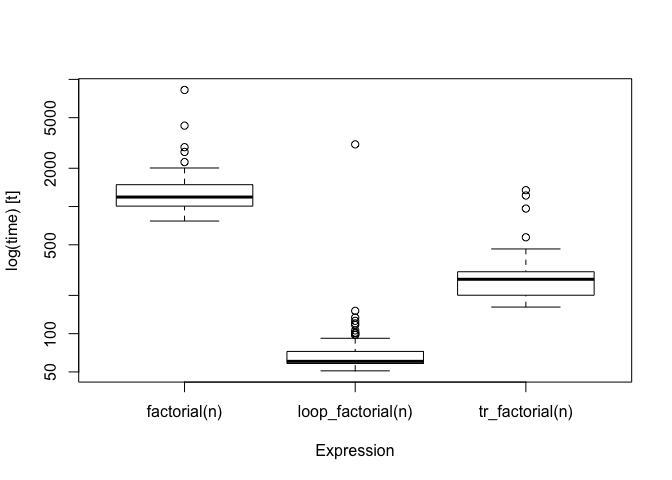 log(time) [t]
5000
2000
500
100
50
factorial(n)
loop_factorial(n)
tr_factorial(n)
Expression